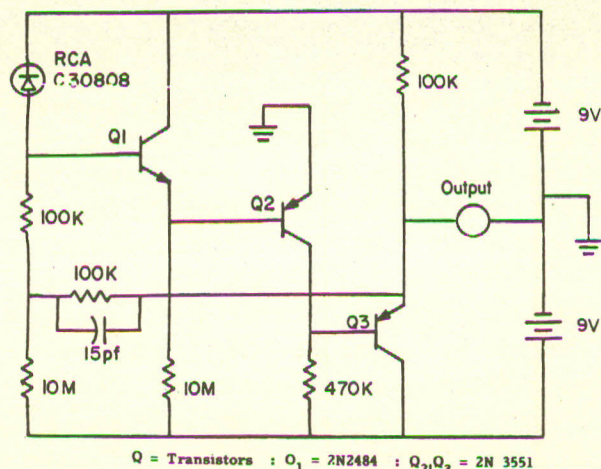 RCA
C30808
Q1
100K
9V
Q2
Output
100K
100K
15pf
Q3
9V
10M
10M
470K
Q = Transistors : Q1 = 2N2484 : Q2,Q3 = 2N 3551